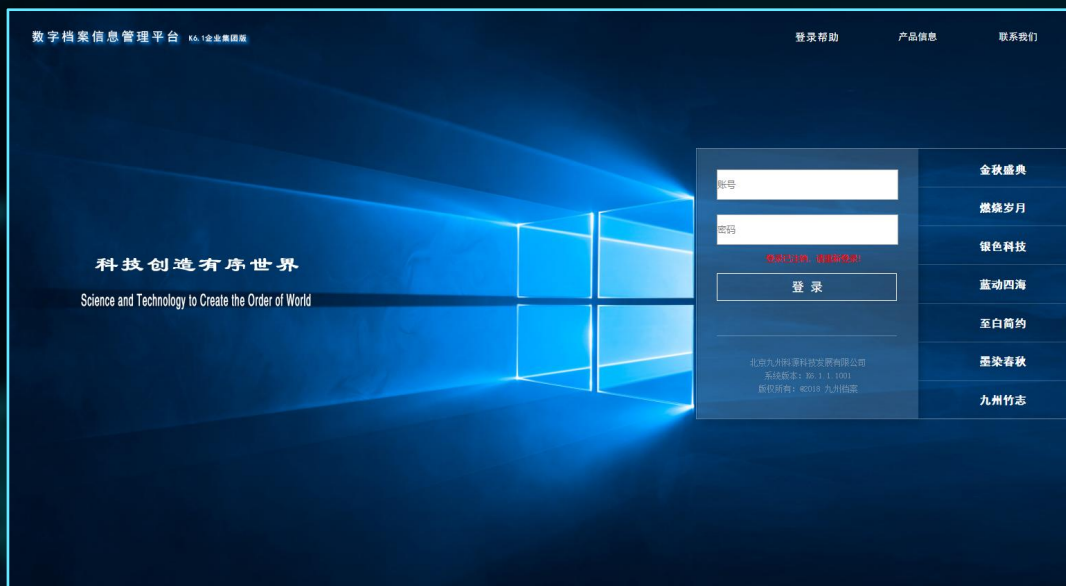 数字档案信息管理平台 K6.1企业集团版
登录帮助
产品信息
联系我们
账号
密码
登 录
北京九州科源科技发展有限公司
系统版本: B6.1.1.1001
版权所有: ©2018 九州档案
金秋盛典
燃烧岁月
银色科技
蓝动四海
至白简约
墨染春秋
九州竹志
科技创造有序世界
Science and Technology to Create the Order of World